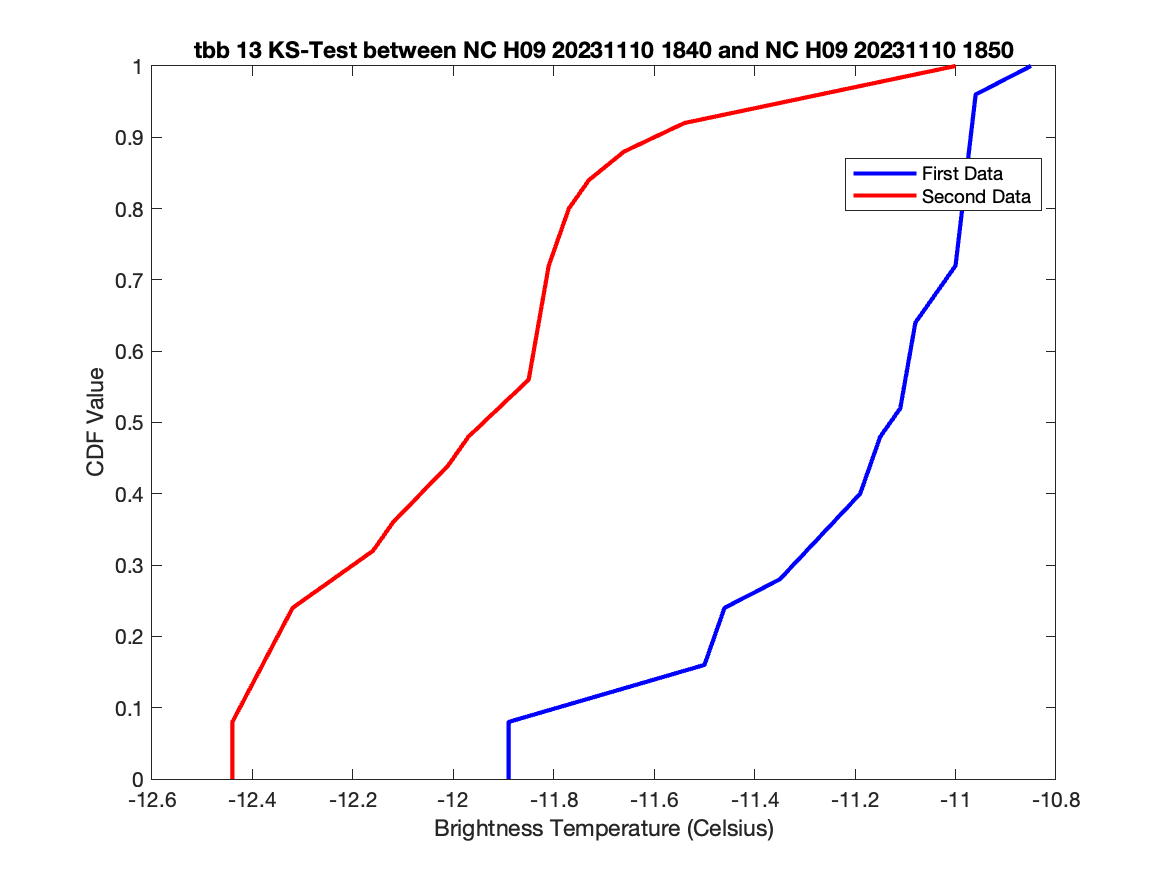 tbb 13 KS-Test between NC H09 20231110 1840 and NC H09 20231110 1850
1
0.9
0.8
0.7
0.6
0.5
0.4
0.3
0.2
0.1
0
CDF Value
First Data
Second Data
-12.6 -12.4 -12.2 -12 -11.8 -11.6 -11.4 -11.2 -11 -10.8
Brightness Temperature (Celsius)